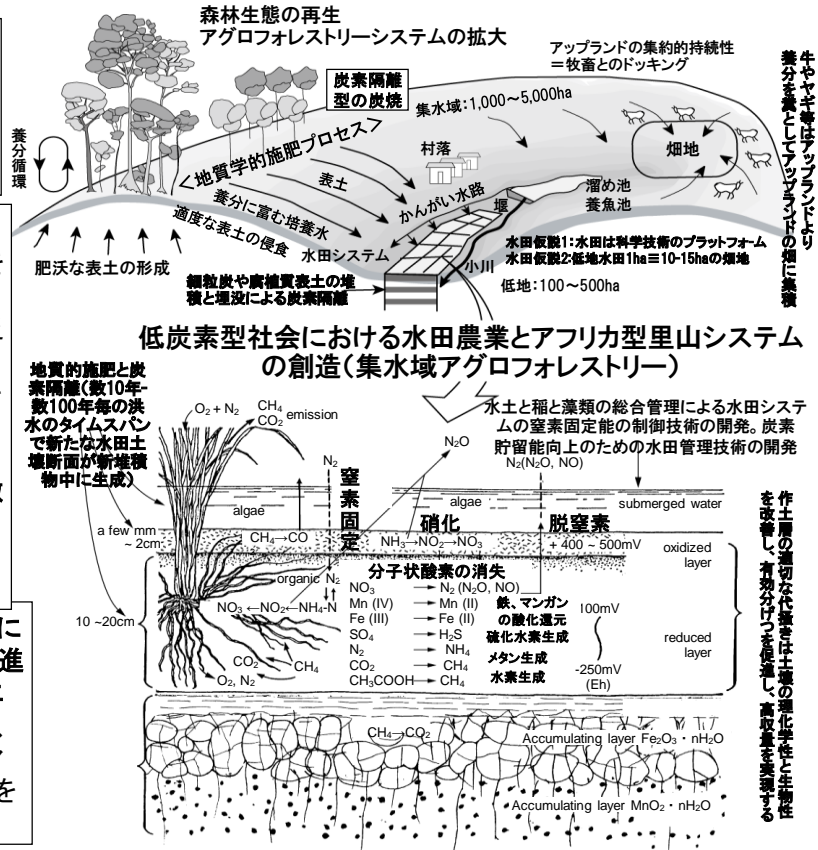 森林生態の再生
アグロフォレストリーシステムの拡大
アップランドの集約的持続性
=牧畜とのドッキング
炭素隔離
型の炭焼
集水域:1,000~5,000ha
養分循環
<地質学的施肥プロセス>
表土
養分に富む培養水
適度な表土の侵食
肥沃な表土の形成
村落
かんがい水路
堰
溜め池
養魚池
畑地
水田システム
小川
水田仮説1:水田は科学技術のプラットフォーム
水田仮説2:低地水田1ha≡10-15haの畑地
細粒炭や腐植質表土の堆
積と埋没による炭素隔離
低地:100~500ha
牛やヤギ等はアップランドより
養分を糞としてアップランドの畑に集積
低炭素型社会における水田農業とアフリカ型里山システム
の創造(集水域アグロフォレストリー)
地質的施肥と炭
素隔離(数10年-
数100年毎の洪
水のタイムスパン
で新たな水田土
壌断面が新堆積
物中に生成)
水土と稲と藻類の総合管理による水田システ
ムの窒素固定能の制御技術の開発。炭素
貯留能向上のための水田管理技術の開発
O2 + N2
CH4
CO2 emission
N2
N2O
N2(N2O, NO)
窒素固定
algae
algae
submerged water
硝化
脱窒素
a few mm
~ 2cm
CH4→CO
NH3→NO2→NO3
+ 400 ~ 500mV
oxidized
layer
分子状酸素の消失
organic N2
NO3 ←NO2←NH4-N
NO3 → N2 (N2O, NO)
Mn (IV) → Mn (II)
Fe (III) → Fe (II)
SO4 → H2S
N2 → NH4
CO2 → CH4
CH3COOH → CH4
鉄、マンガン
の酸化還元
硫化水素生成
メタン生成
水素生成
100mV
-250mV
(Eh)
10 ~20cm
CO2
CH4
O2, N2
reduced
layer
CH4→CO2
Accumulating layer Fe2O3・nH2O
Accumulating layer MnO2・nH2O
作土層の適切な代掻きは土壌の理化学性と生物性
を改善し、有効分げつを促進し、高収量を実現する
に
進
を